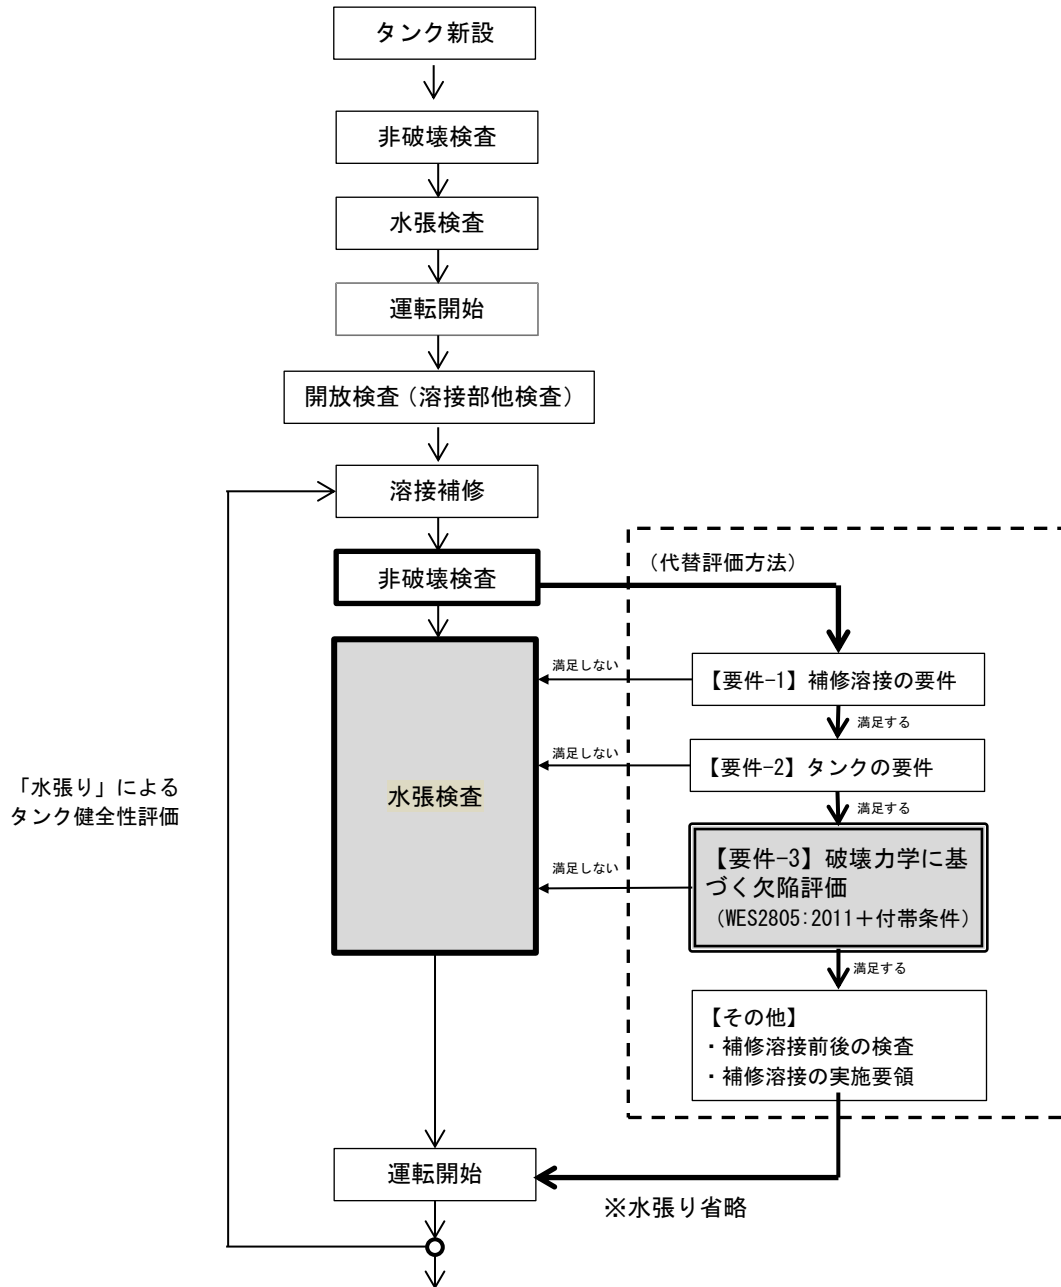 タンク新設
非破壊検査
水張検査
運転開始
開放検査(溶接部他検査)
溶接補修
非破壊検査
(代替評価方法)
満足しない
【要件-1】補修溶接の要件
満足する
満足しない
【要件-2】タンクの要件
満足する
「水張り」による
タンク健全性評価
水張検査
満足しない
【要件-3】破壊力学に基
づく欠陥評価
(WES2805:2011+付帯条件)
満足する
【その他】
・補修溶接前後の検査
・補修溶接の実施要領
運転開始
※水張り省略